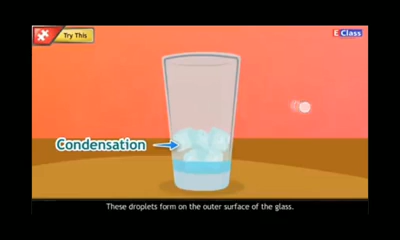 Try This
E Class
Condensation
These droplets form on the outer surface of the glass.